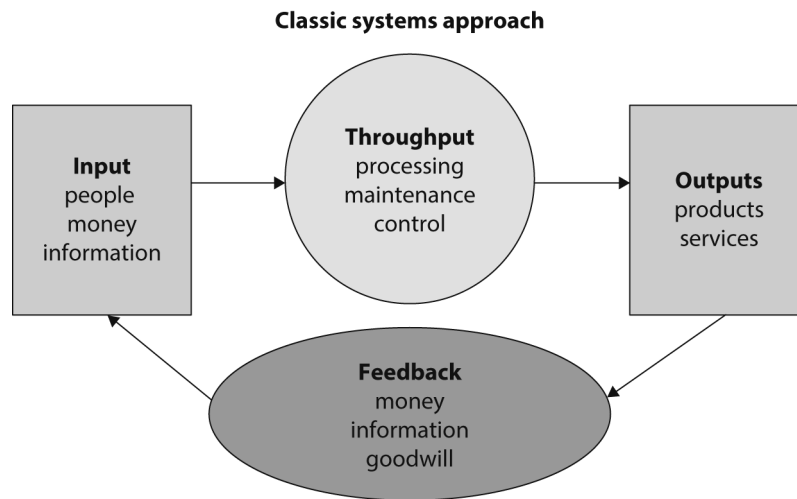 Classic systems approach
Input
people
money
information
Throughput
processing
maintenance
control
Outputs
products
services
Feedback
money
information
goodwill